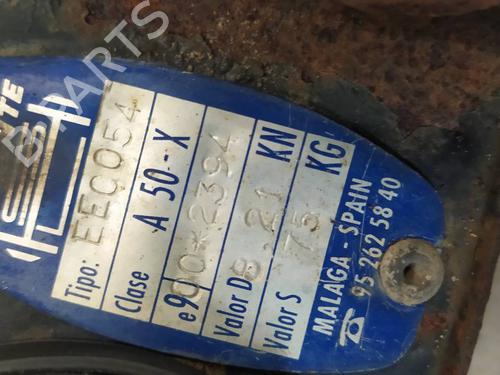 TE
Tipo: EEC054
Clase A 50-X
e9 00*2394
Valor D 8,21 KN
Valor S 75 KG
MALAGA - SPAIN
☎ 95 262 58 40
B PARTS